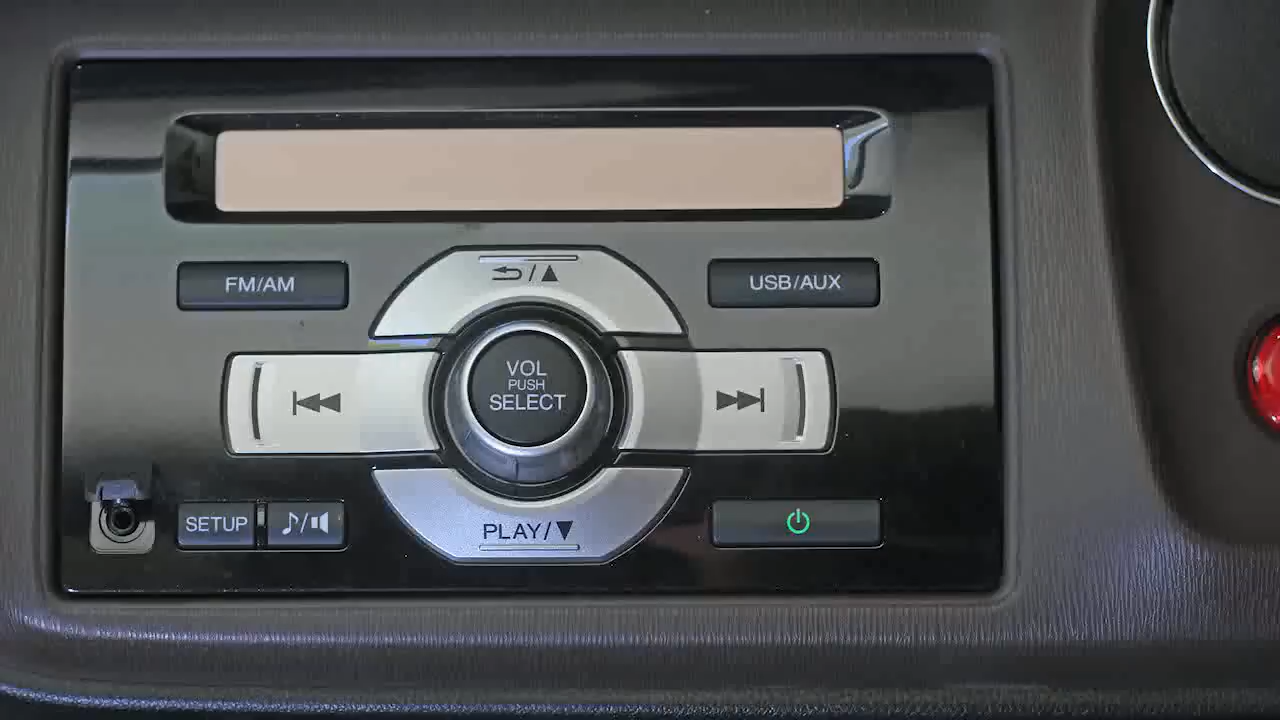 FM/AM
/
USB/AUX
VOL
PUSH
SELECT
SETUP
/
PLAY/▼